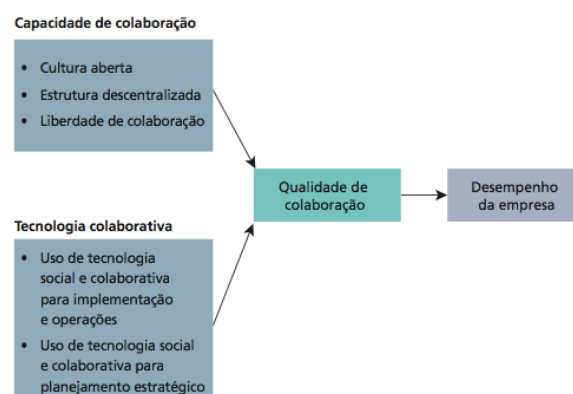 Capacidade de colaboração
• Cultura aberta
• Estrutura descentralizada
• Liberdade de colaboração
Qualidade de
colaboração
Desempenho
da empresa
Tecnologia colaborativa
• Uso de tecnologia
social e colaborativa
para implementação
e operações
• Uso de tecnologia social
e colaborativa para
planejamento estratégico